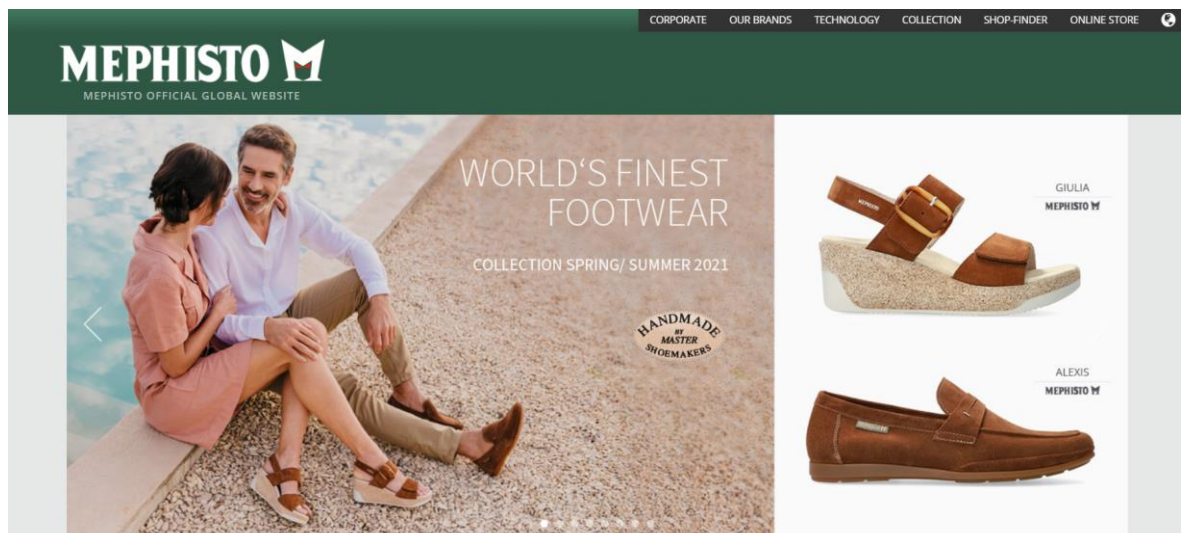 CORPORATE OUR BRANDS TECHNOLOGY COLLECTION SHOP-FINDER ONLINE STORE
MEPHISTO
MEPHISTO OFFICIAL GLOBAL WEBSITE
WORLD'S FINEST
FOOTWEAR
COLLECTION SPRING/ SUMMER 2021
HANDMADE
BY
MASTER
SHOEMAKERS
GIULIA
MEPHISTO
MEPHISTO
ALEXIS
MEPHISTO